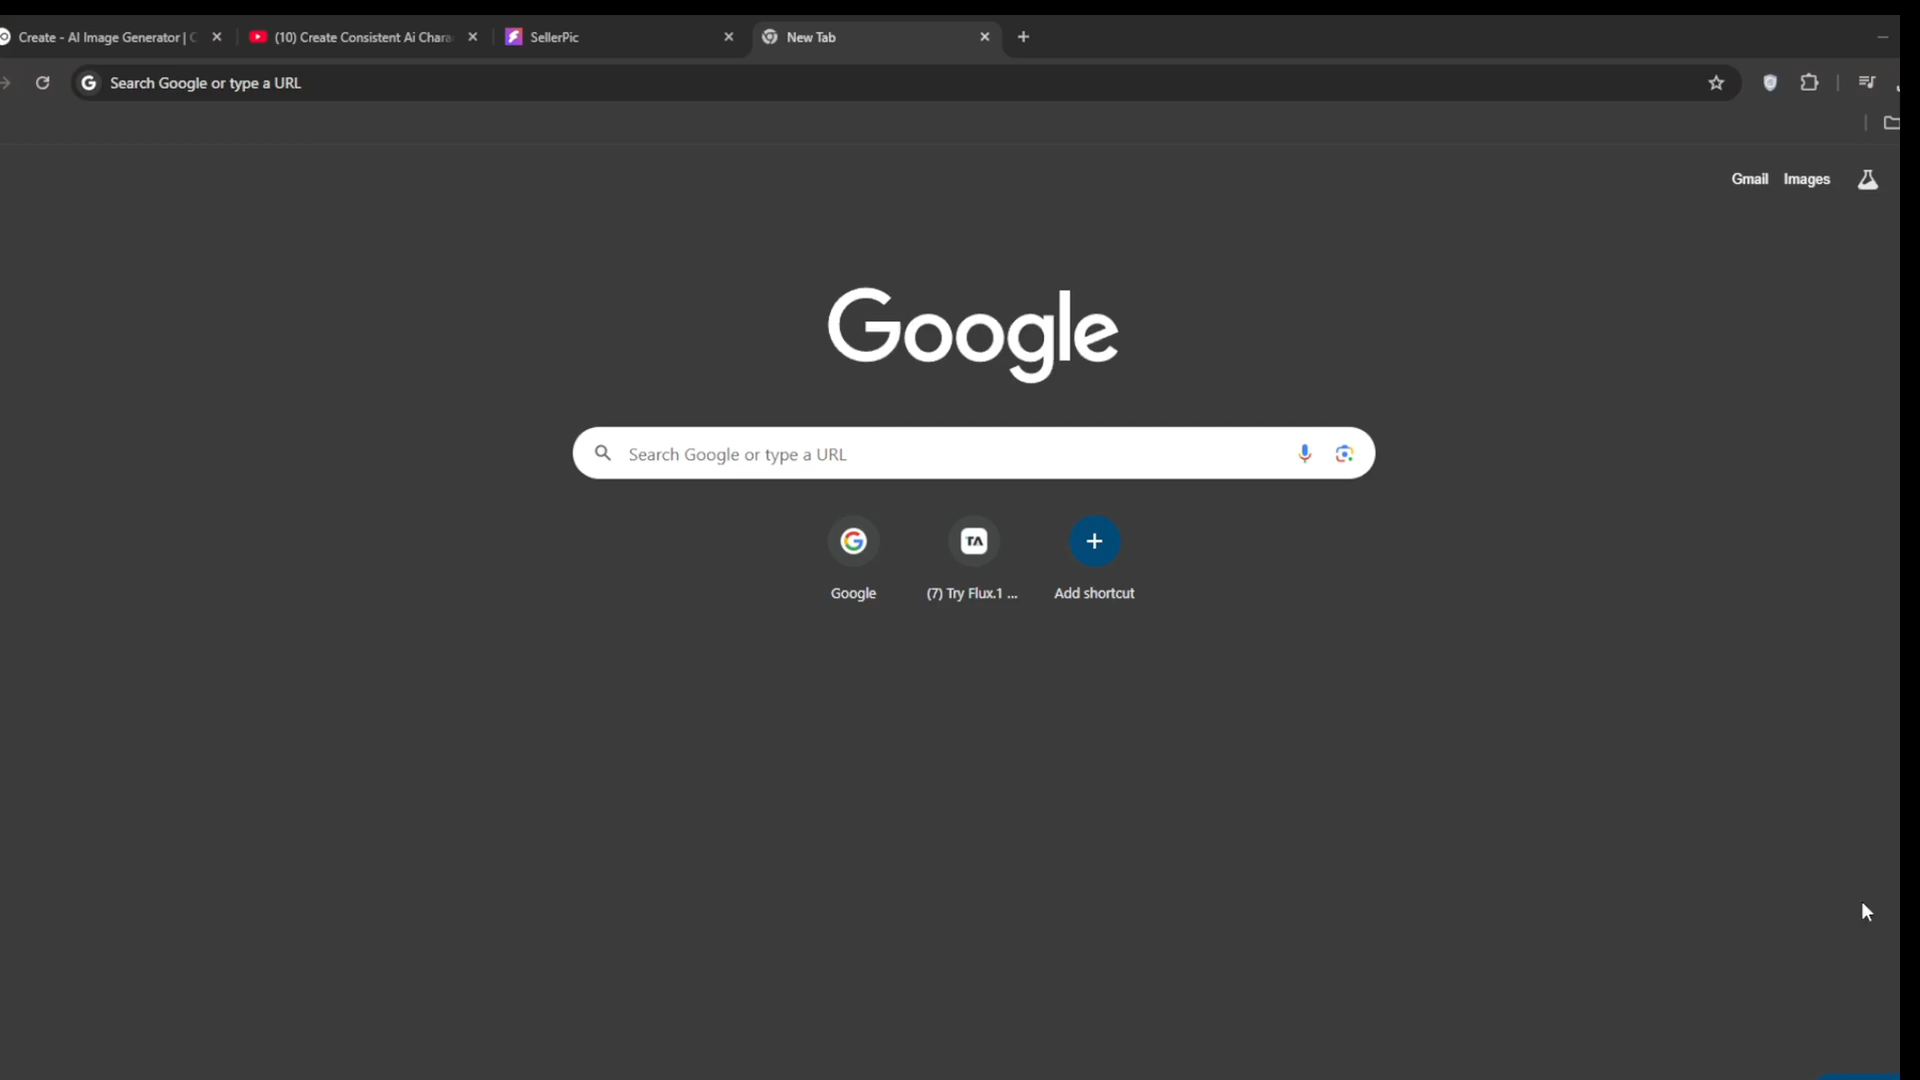 Create - AI Image Generator |
(10) Create Consistent Ai Chara
SellerPic
New Tab
Search Google or type a URL
Gmail
Images
Google
Search Google or type a URL
TA
Google
(7) Try Flux.1 ...
Add shortcut